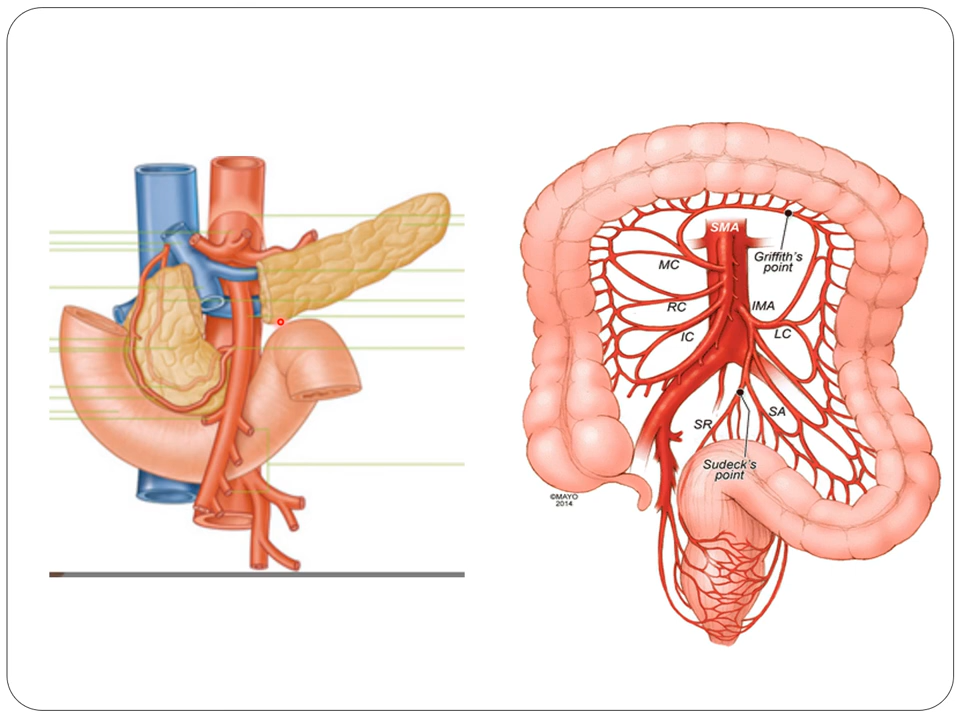 SMA
Griffith's
point
MC
RC
IMA
IC
LC
SR
SA
Sudeck's
point
©MAYO
2014